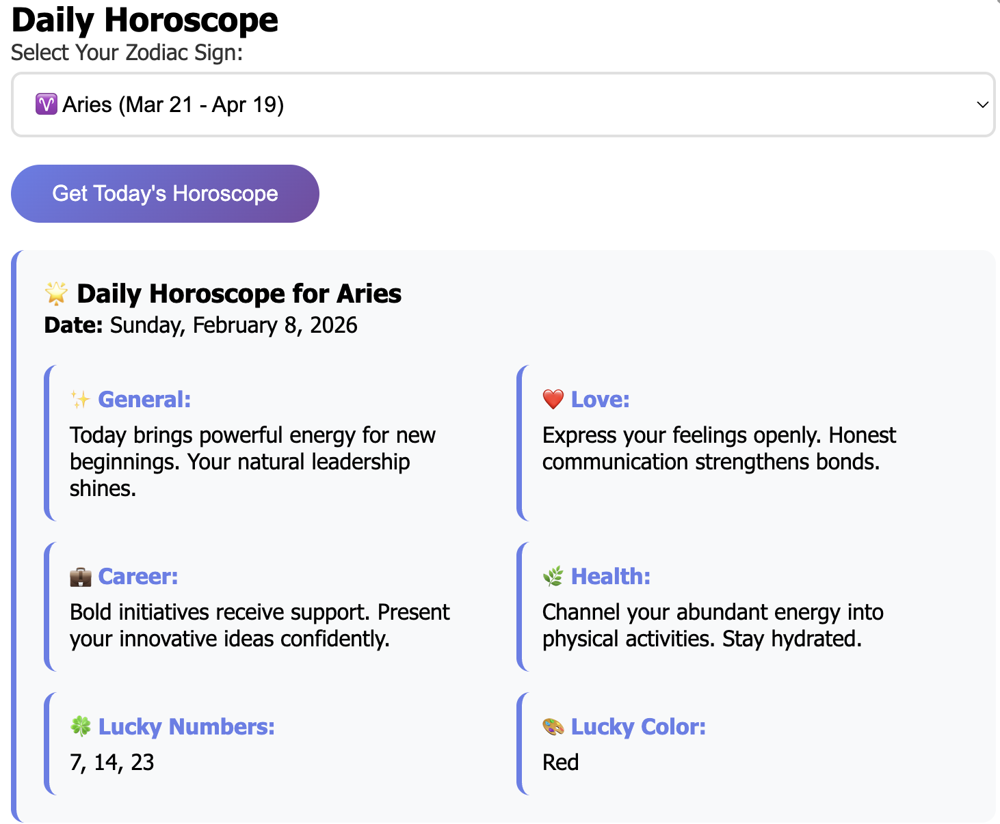 Daily Horoscope
Select Your Zodiac Sign:
♈ Aries (Mar 21 - Apr 19)
Get Today's Horoscope
🌟 Daily Horoscope for Aries
Date: Sunday, February 8, 2026
✨ General:
Today brings powerful energy for new
beginnings. Your natural leadership
shines.
❤️ Love:
Express your feelings openly. Honest
communication strengthens bonds.
💼 Career:
Bold initiatives receive support. Present
your innovative ideas confidently.
🌿 Health:
Channel your abundant energy into
physical activities. Stay hydrated.
🍀 Lucky Numbers:
7, 14, 23
🎨 Lucky Color:
Red